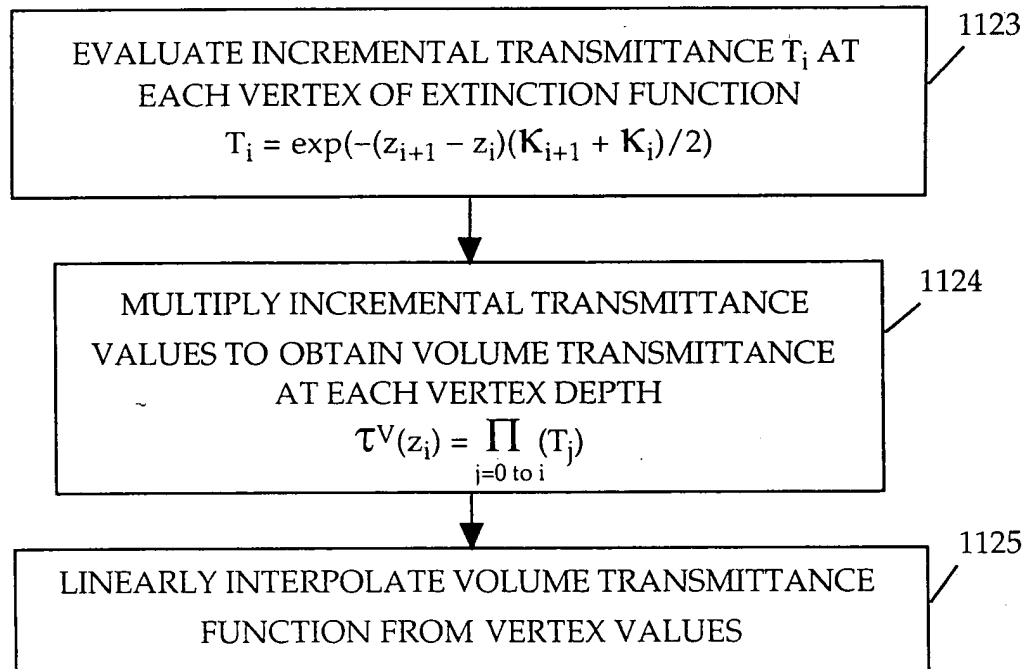 EVALUATE INCREMENTAL TRANSMITTANCE Tᵢ AT
EACH VERTEX OF EXTINCTION FUNCTION
Tᵢ = exp(−(zᵢ₊₁ − zᵢ)(κᵢ₊₁ + κᵢ)/2)
1123
MULTIPLY INCREMENTAL TRANSMITTANCE
VALUES TO OBTAIN VOLUME TRANSMITTANCE
AT EACH VERTEX DEPTH
τⱽ(zᵢ) = Π (Tⱼ)
j=0 to i
1124
LINEARLY INTERPOLATE VOLUME TRANSMITTANCE
FUNCTION FROM VERTEX VALUES
1125